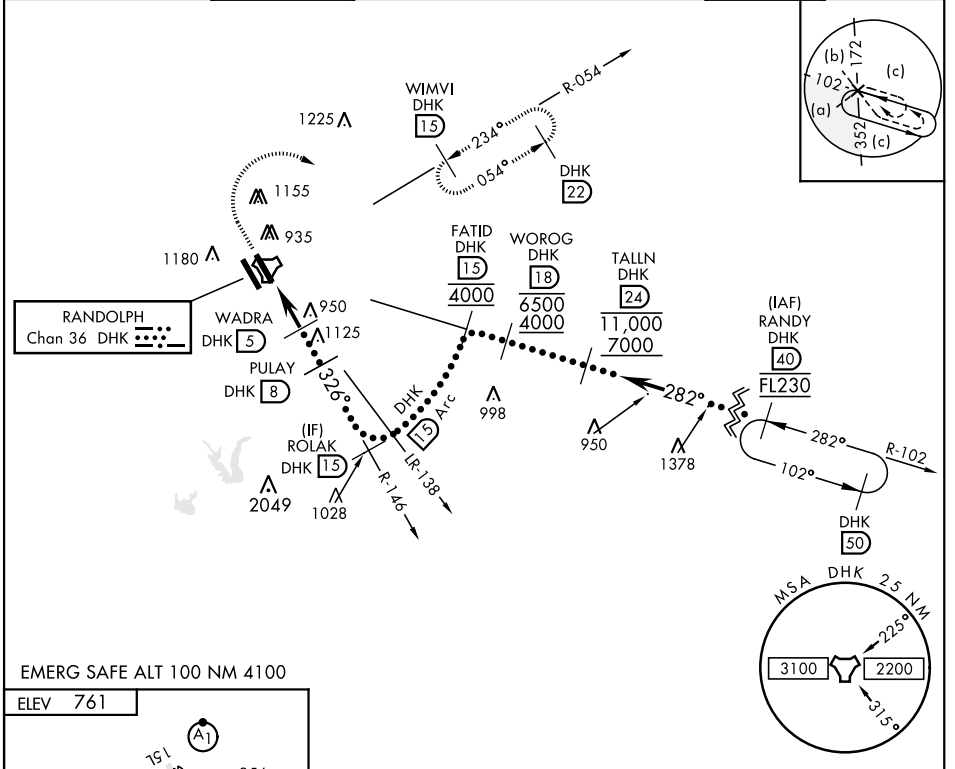 WIMVI
DHK
15
R-054
234°
054°
DHK
22
1225
1155
935
1180
(b)
172
102
(c)
(a)
352
(c)
RANDOLPH
Chan 36 DHK
950
WADRA
DHK 5
1125
PULAY
DHK 8
326°
FATID
DHK
15
4000
WOROG
DHK
18
6500
4000
TALLN
DHK
24
11,000
7000
(IAF)
RANDY
DHK
40
FL230
998
950
282°
1378
282°
102°
R-102
DHK
50
DHK
15 Arc
(IF)
ROLAK
DHK 15
LR-138
R-146
2049
1028
MSA DHK 25 NM
225°
3100
2200
315°
EMERG SAFE ALT 100 NM 4100
ELEV 761
A1
15L